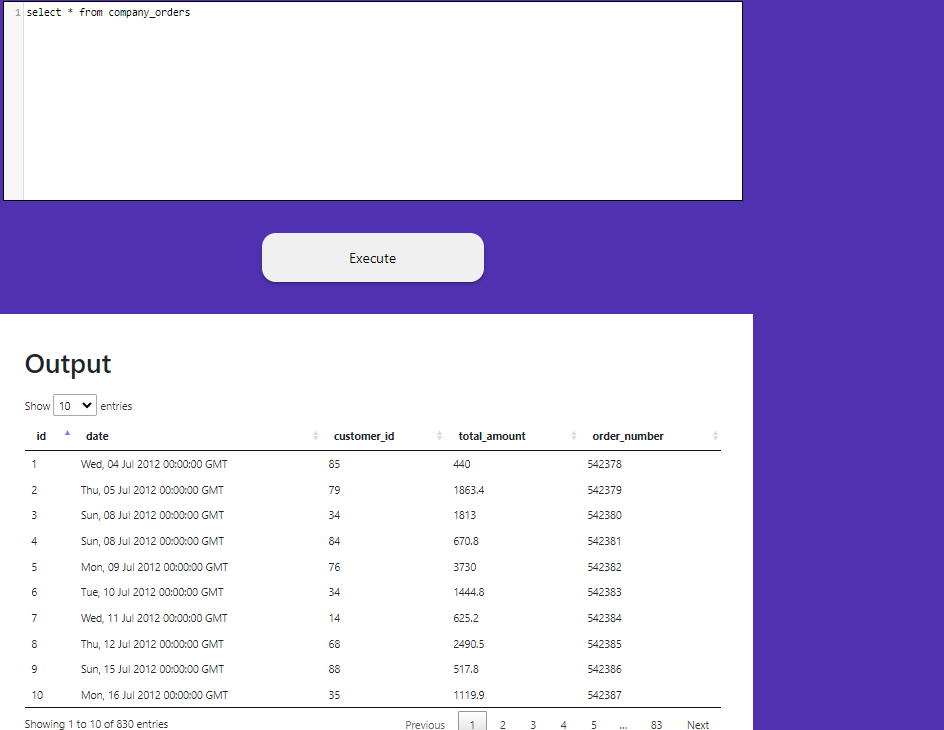 1 select * from company_orders
Execute
Output
Show 10 entries
id date customer_id total_amount order_number
1 Wed, 04 Jul 2012 00:00:00 GMT 85 440 542378
2 Thu, 05 Jul 2012 00:00:00 GMT 79 1863.4 542379
3 Sun, 08 Jul 2012 00:00:00 GMT 34 1813 542380
4 Sun, 08 Jul 2012 00:00:00 GMT 84 670.8 542381
5 Mon, 09 Jul 2012 00:00:00 GMT 76 3730 542382
6 Tue, 10 Jul 2012 00:00:00 GMT 34 1444.8 542383
7 Wed, 11 Jul 2012 00:00:00 GMT 14 625.2 542384
8 Thu, 12 Jul 2012 00:00:00 GMT 68 2490.5 542385
9 Sun, 15 Jul 2012 00:00:00 GMT 88 517.8 542386
10 Mon, 16 Jul 2012 00:00:00 GMT 35 1119.9 542387
Showing 1 to 10 of 830 entries Previous 1 2 3 4 5 ... 83 Next